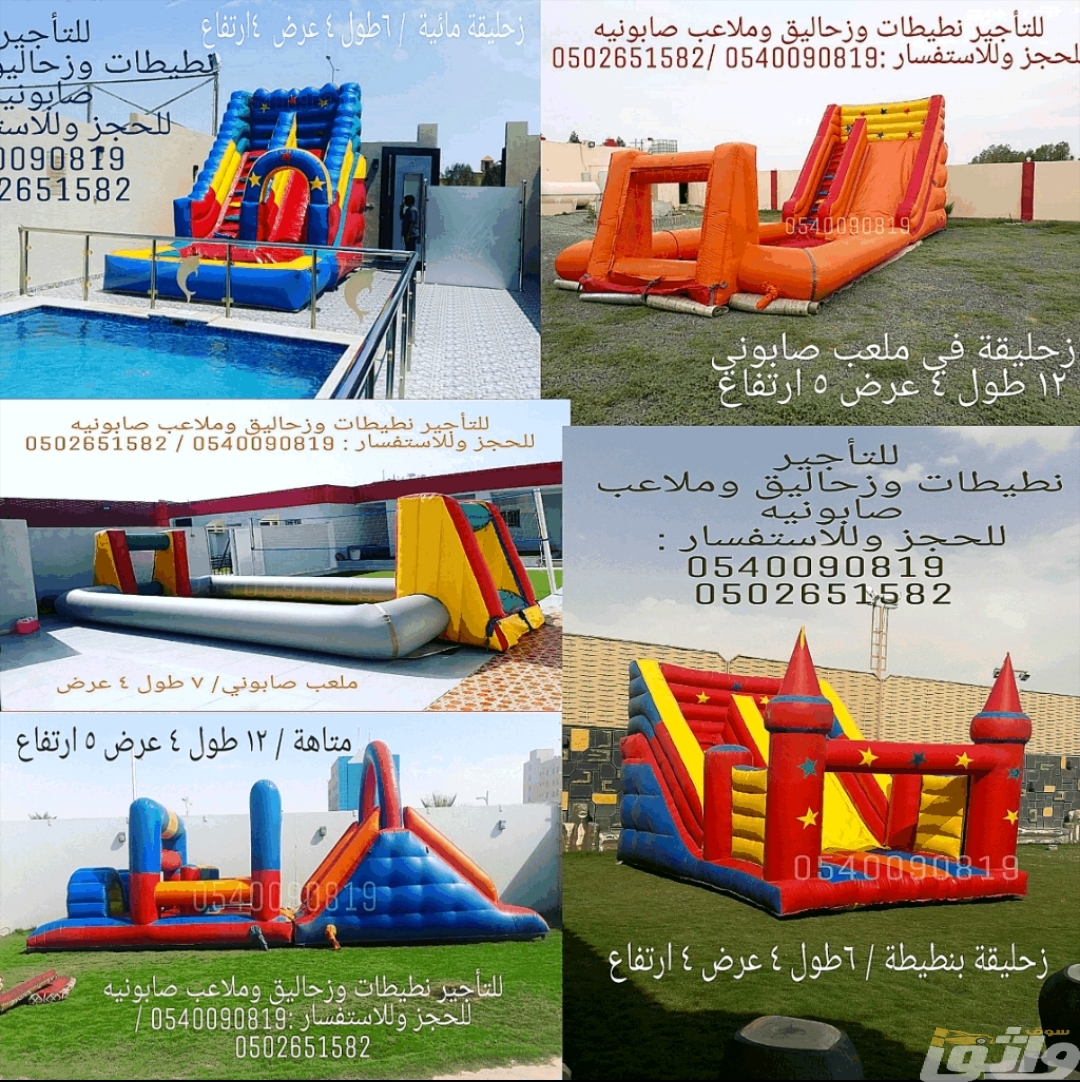 زحليقة مائية / ٦طول ٤ عرض ٤ارتفاع
للتأجير
نطيطات وزحاليق
صابونيه
للحجز وللاستف
0090819
2651582
للتأجير نطيطات وزحاليق وملاعب صابونيه
للحجز وللاستفسار :0540090819 /0502651582
0540090819
زحليقة في ملعب صابوني
١٢ طول ٤ عرض ٥ ارتفاع
للتأجير نطيطات وزحاليق وملاعب صابونيه
للحجز وللاستفسار : 0540090819 / 0502651582
ملعب صابوني/ ٧ طول ٤ عرض
للتأجير
نطيطات وزحاليق وملاعب
صابونيه
للحجز وللاستفسار :
0540090819
0502651582
0540090819
زحليقة بنطيطة / ٦طول ٤ عرض ٤ ارتفاع
متاهة / ١٢ طول ٤ عرض ٥ ارتفاع
0540090819
للتأجير نطيطات وزحاليق وملاعب صابونيه
للحجز وللاستفسار :0540090819 /
0502651582
سوف
واثق